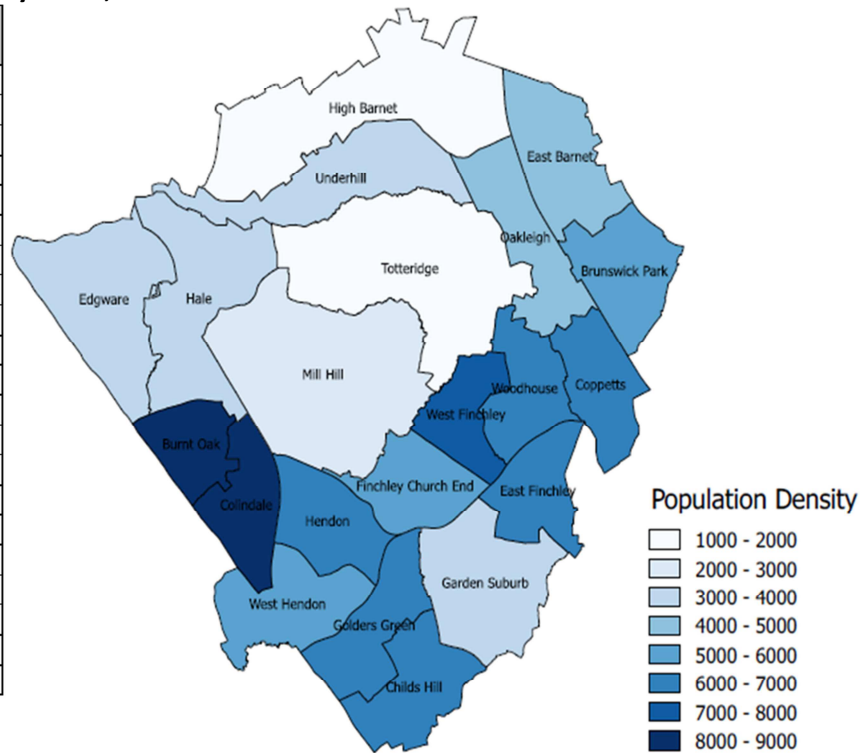 High Barnet
East Barnet
Underhill
Oakleigh
Totteridge
Brunswick Park
Edgware
Hale
Mill Hill
Woodhouse
Coppetts
West Finchley
Burnt Oak
Finchley Church End
East Finchley
Colindale
Hendon
Garden Suburb
West Hendon
Golders Green
Childs Hill
Population Density
1000 - 2000
2000 - 3000
3000 - 4000
4000 - 5000
5000 - 6000
6000 - 7000
7000 - 8000
8000 - 9000